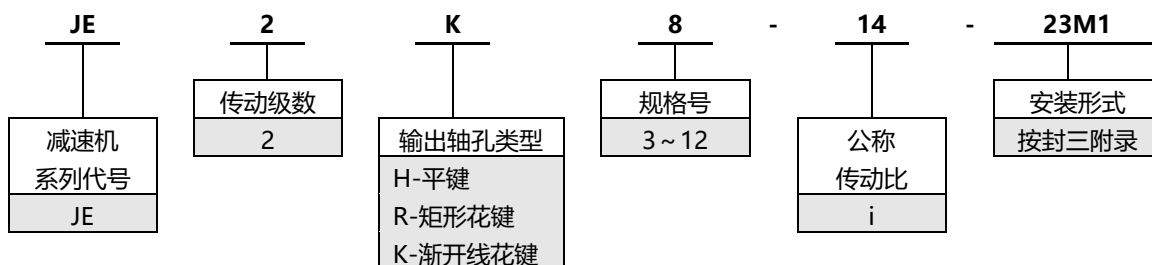 JE 2 K 8 - 14 - 23M1
传动级数
2
规格号
3~12
安装形式
按封三附录
减速机
系列代号
JE
输出轴孔类型
H-平键
R-矩形花键
K-渐开线花键
公称
传动比
i